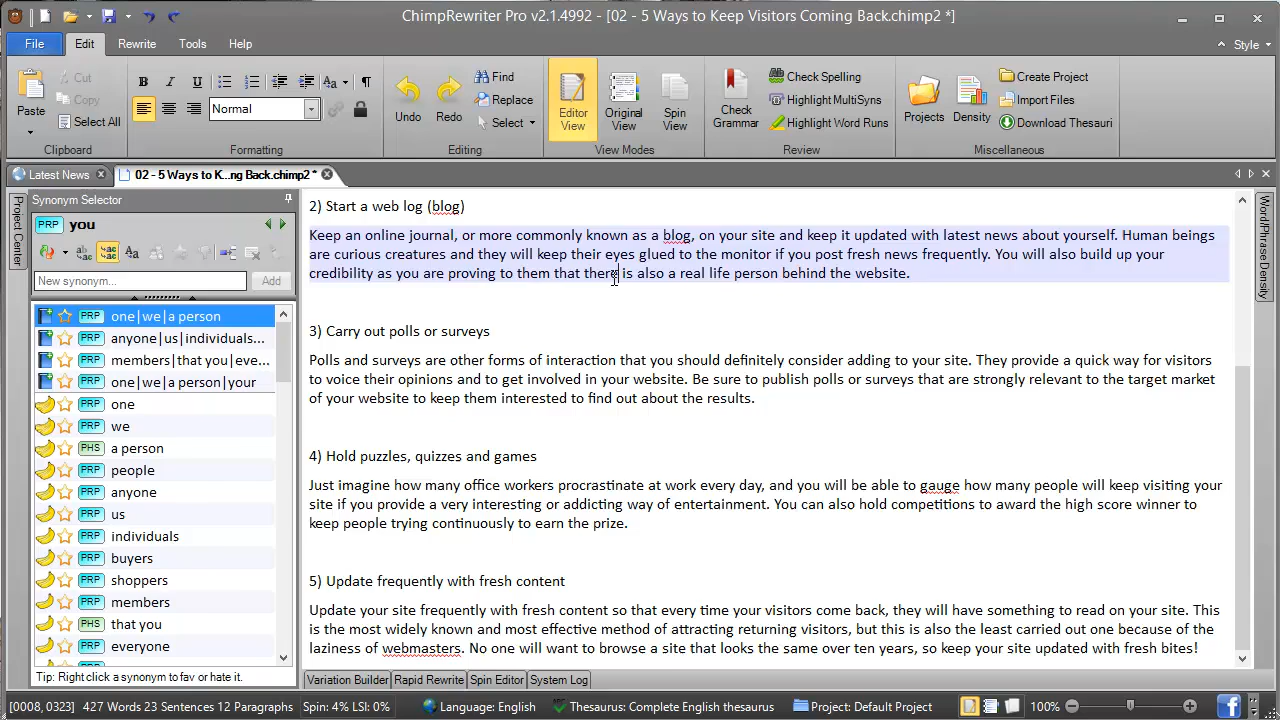 ChimpRewriter Pro v2.1.4992 - [02 - 5 Ways to Keep Visitors Coming Back.chimp2 *]
File Edit Rewrite Tools Help Style
Paste Cut Copy Select All
Clipboard
B I U Aa ¶
Normal
Formatting
Undo Redo Find Replace Select
Editing
Editor View Original View Spin View
View Modes
Check Grammar Check Spelling Highlight MultiSyns Highlight Word Runs
Review
Projects Density Create Project Import Files Download Thesauri
Miscellaneous
Latest News 02 - 5 Ways to K...ng Back.chimp2 *
Project Center
Synonym Selector
PRP you
New synonym... Add
PRP one|we|a person
PRP anyone|us|individuals...
PRP members|that you|eve...
PRP one|we|a person|your
PRP one
PRP we
PHS a person
PRP people
PRP anyone
PRP us
PRP individuals
PRP buyers
PRP shoppers
PRP members
PHS that you
PRP everyone
Tip: Right click a synonym to fav or hate it.
2) Start a web log (blog)
Keep an online journal, or more commonly known as a blog, on your site and keep it updated with latest news about yourself. Human beings
are curious creatures and they will keep their eyes glued to the monitor if you post fresh news frequently. You will also build up your
credibility as you are proving to them that there is also a real life person behind the website.
3) Carry out polls or surveys
Polls and surveys are other forms of interaction that you should definitely consider adding to your site. They provide a quick way for visitors
to voice their opinions and to get involved in your website. Be sure to publish polls or surveys that are strongly relevant to the target market
of your website to keep them interested to find out about the results.
4) Hold puzzles, quizzes and games
Just imagine how many office workers procrastinate at work every day, and you will be able to gauge how many people will keep visiting your
site if you provide a very interesting or addicting way of entertainment. You can also hold competitions to award the high score winner to
keep people trying continuously to earn the prize.
5) Update frequently with fresh content
Update your site frequently with fresh content so that every time your visitors come back, they will have something to read on your site. This
is the most widely known and most effective method of attracting returning visitors, but this is also the least carried out one because of the
laziness of webmasters. No one will want to browse a site that looks the same over ten years, so keep your site updated with fresh bites!
Word/Phrase Density
Variation Builder Rapid Rewrite Spin Editor System Log
[0008, 0323] 427 Words 23 Sentences 12 Paragraphs Spin: 4% LSI: 0% Language: English Thesaurus: Complete English thesaurus Project: Default Project 100%